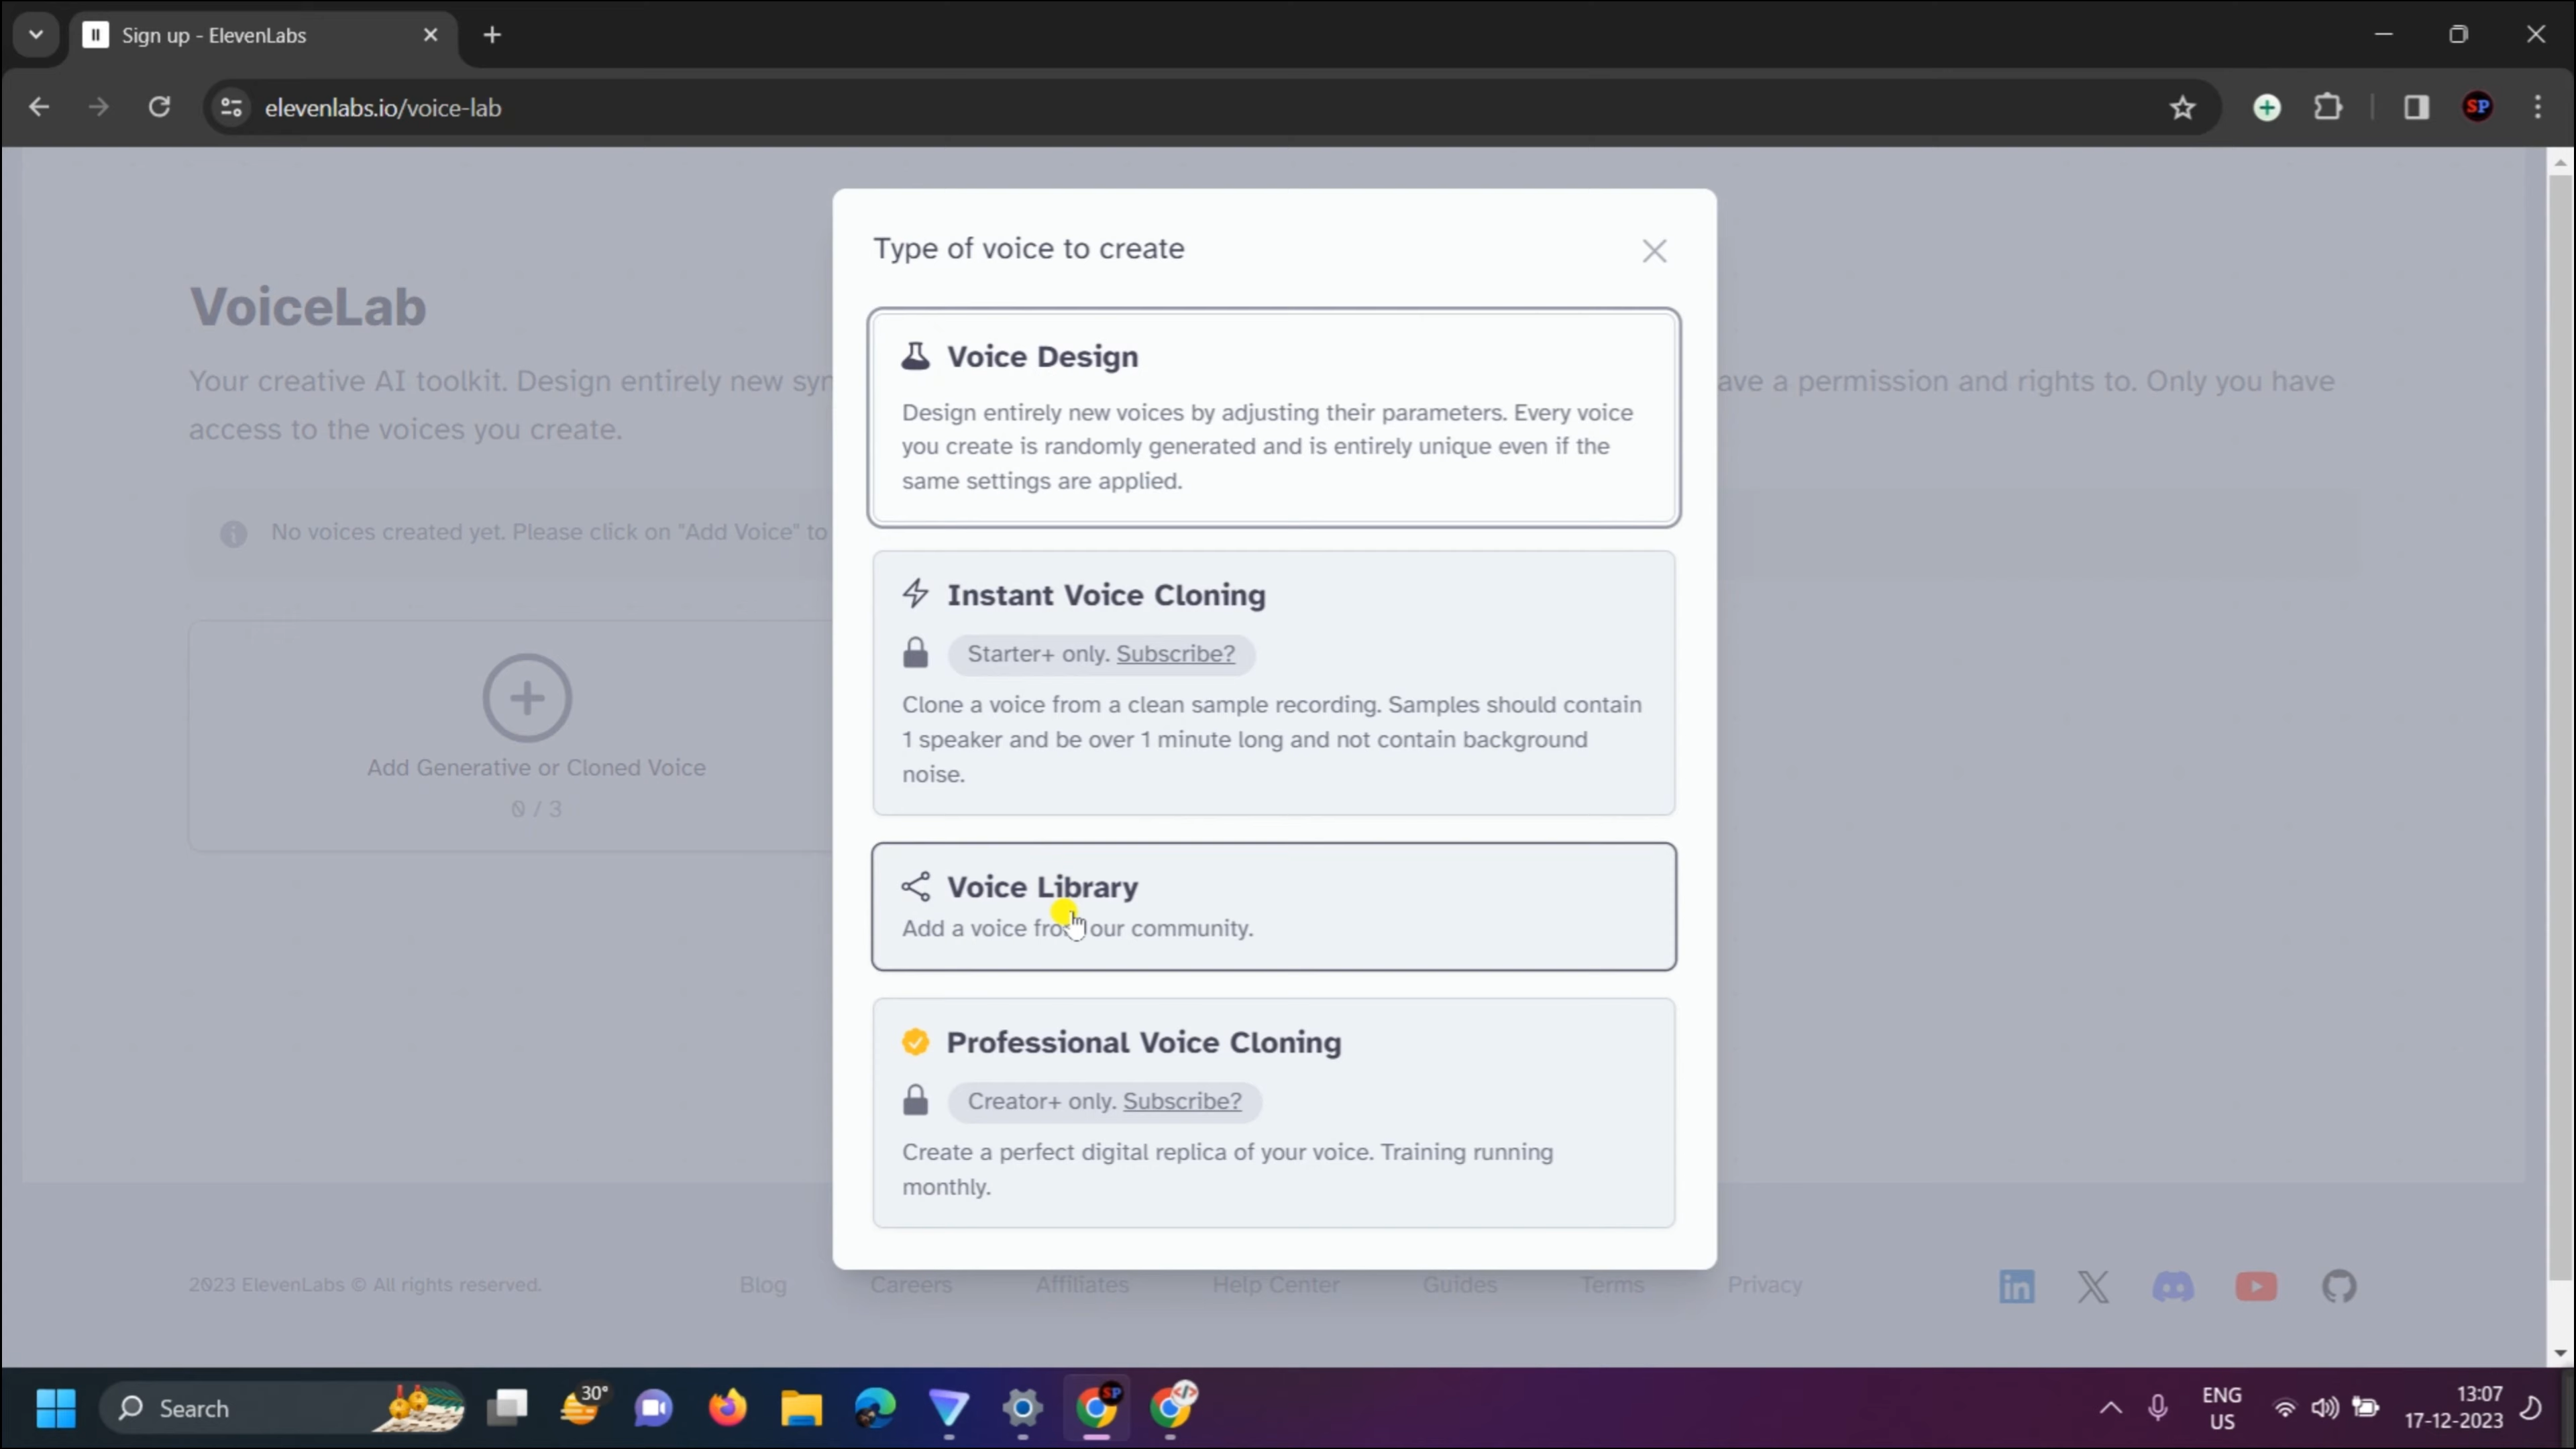 Sign up - ElevenLabs
elevenlabs.io/voice-lab
SP
Type of voice to create
VoiceLab
Your creative AI toolkit. Design entirely new syn
ave a permission and rights to. Only you have
access to the voices you create.
Voice Design
Design entirely new voices by adjusting their parameters. Every voice
you create is randomly generated and is entirely unique even if the
same settings are applied.
No voices created yet. Please click on "Add Voice" to
Instant Voice Cloning
Starter+ only. Subscribe?
Clone a voice from a clean sample recording. Samples should contain
1 speaker and be over 1 minute long and not contain background
noise.
Add Generative or Cloned Voice
0 / 3
Voice Library
Add a voice from our community.
Professional Voice Cloning
Creator+ only. Subscribe?
Create a perfect digital replica of your voice. Training running
monthly.
2023 ElevenLabs © All rights reserved.
Blog
Careers
Affiliates
Help Center
Guides
Terms
Privacy
Search
30°
SP
ENG
US
13:07
17-12-2023